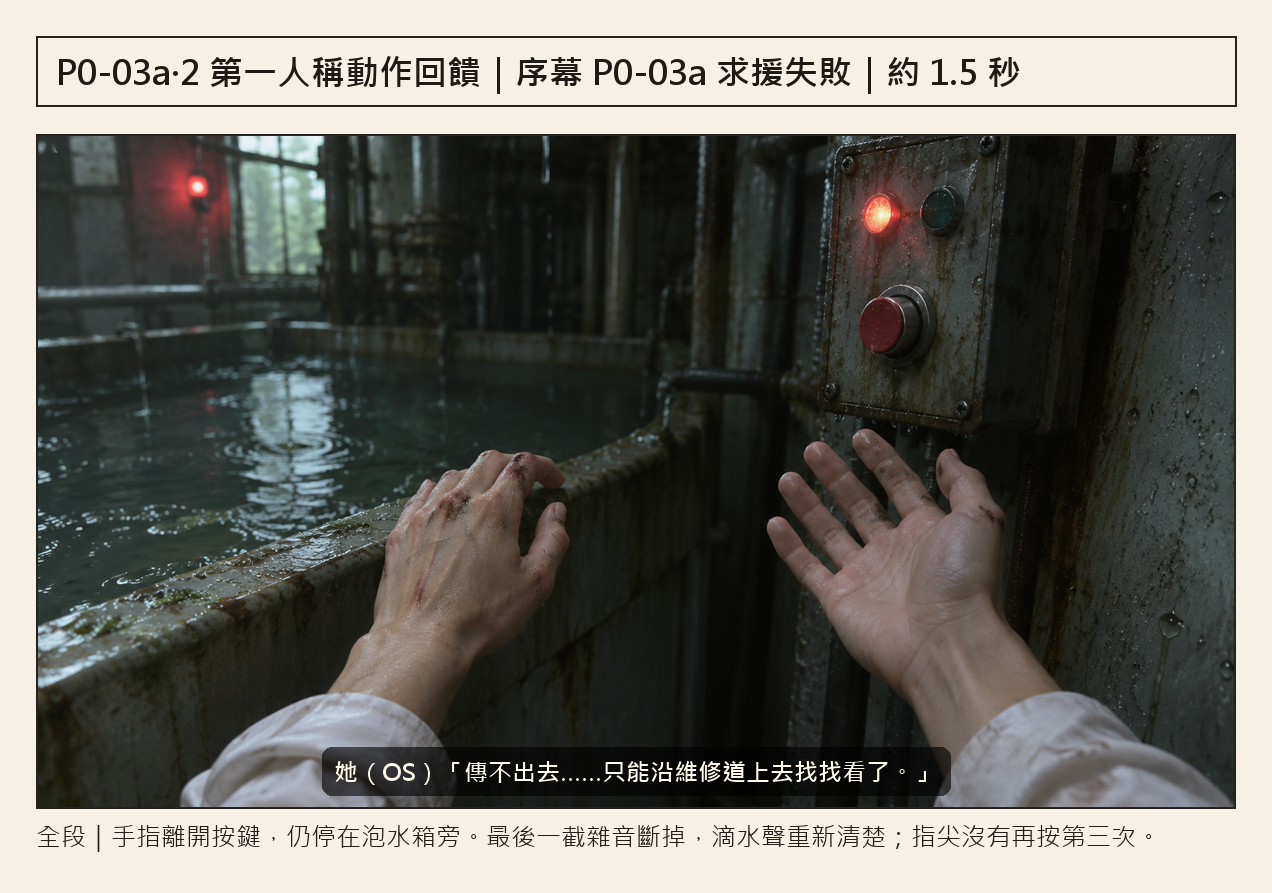 P0-03a·2 第一人稱動作回饋 | 序幕 P0-03a 求援失敗 | 約 1.5 秒
她（OS）「傳不出去……只能沿維修道上去找找看了。」
全段 | 手指離開按鍵，仍停在泡水箱旁。最後一截雜音斷掉，滴水聲重新清楚；指尖沒有再按第三次。